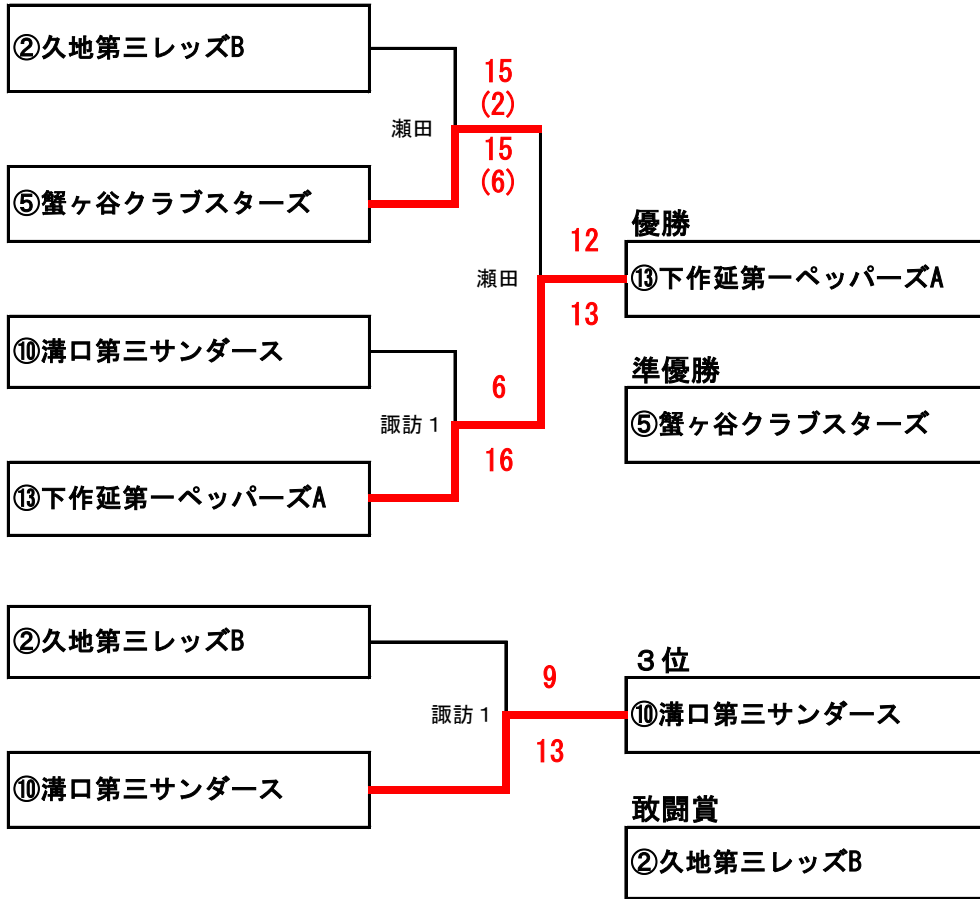 ②久地第三レッズB
15
(2)
瀬田
15
(6)
⑤蟹ヶ谷クラブスターズ
優勝
12
⑬下作延第一ペッパーズA
瀬田
13
⑩溝口第三サンダース
準優勝
⑤蟹ヶ谷クラブスターズ
6
諏訪1
16
⑬下作延第一ペッパーズA
②久地第三レッズB
3位
9
⑩溝口第三サンダース
諏訪1
13
⑩溝口第三サンダース
敢闘賞
②久地第三レッズB